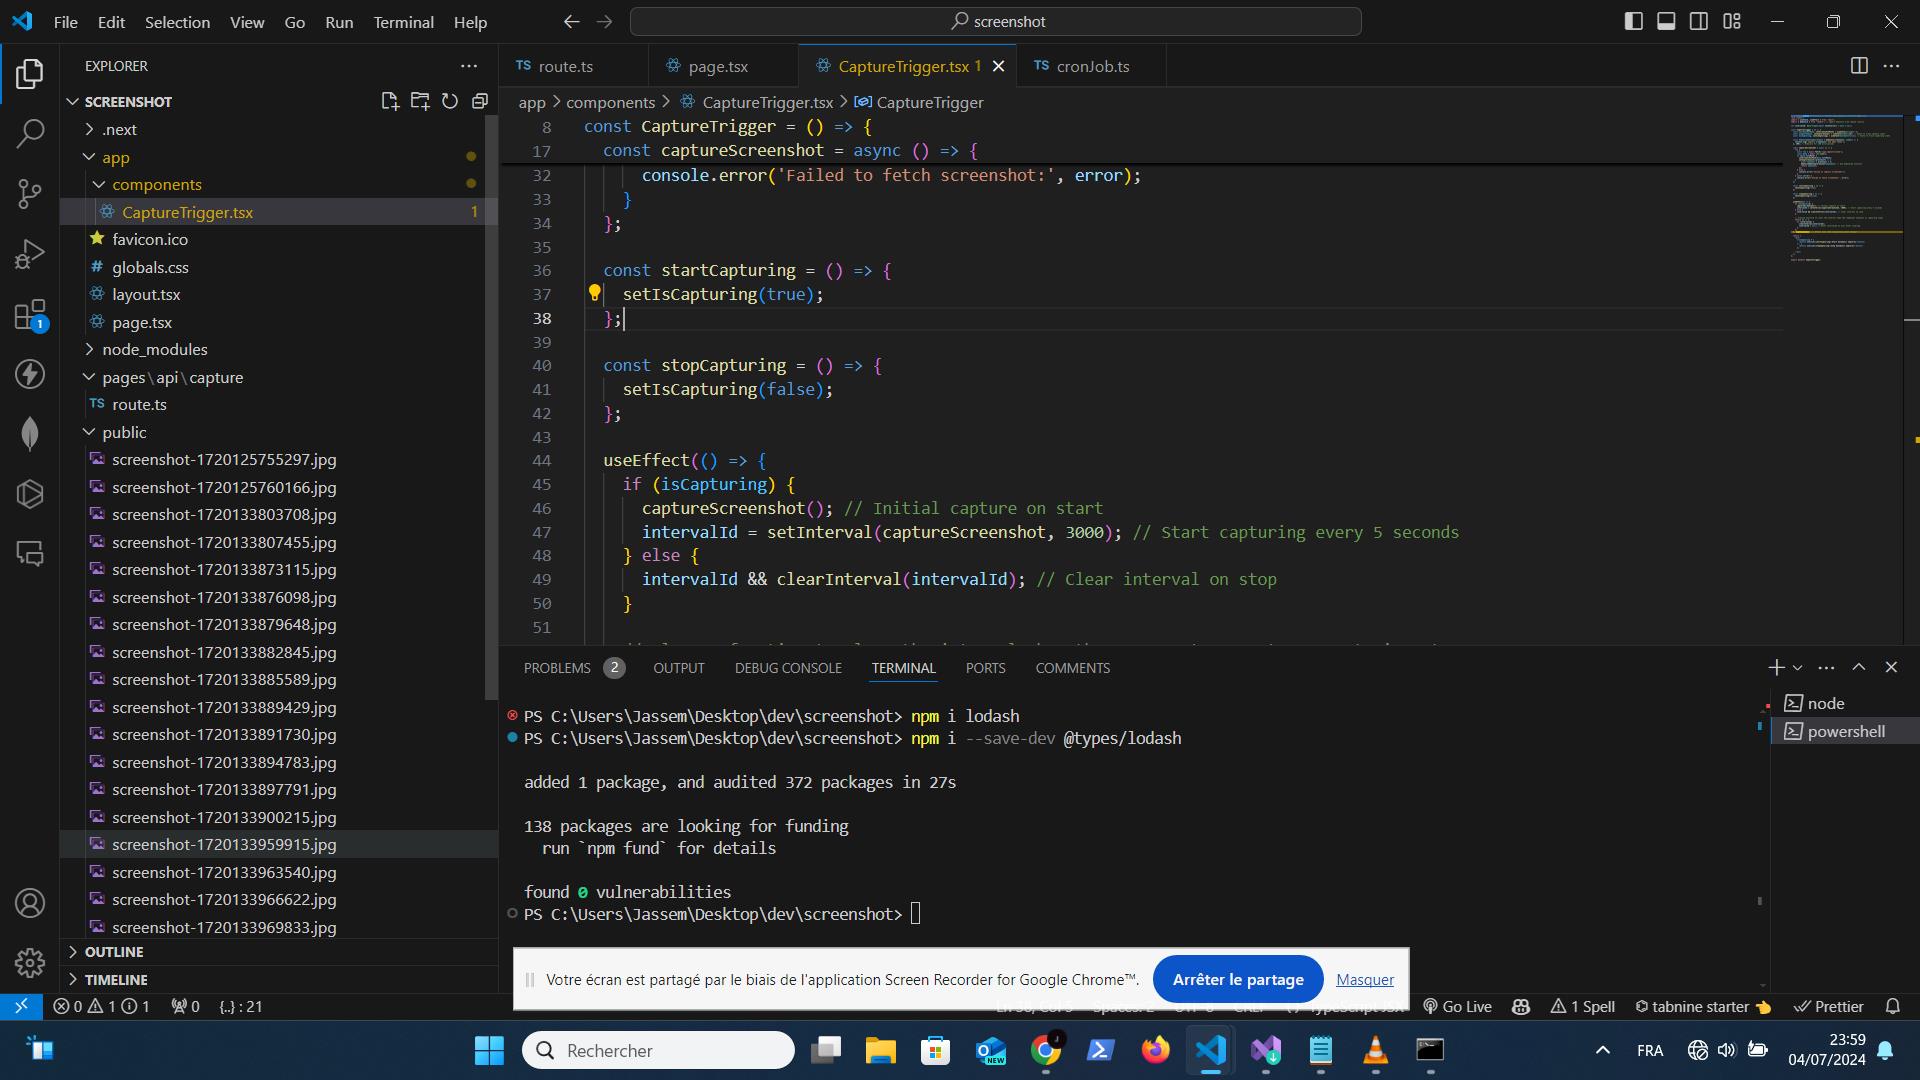 File Edit Selection View Go Run Terminal Help
screenshot
EXPLORER
SCREENSHOT
.next
app
components
CaptureTrigger.tsx 1
favicon.ico
globals.css
layout.tsx
page.tsx
node_modules
pages\api\capture
TS route.ts
public
screenshot-1720125755297.jpg
screenshot-1720125760166.jpg
screenshot-1720133803708.jpg
screenshot-1720133807455.jpg
screenshot-1720133873115.jpg
screenshot-1720133876098.jpg
screenshot-1720133879648.jpg
screenshot-1720133882845.jpg
screenshot-1720133885589.jpg
screenshot-1720133889429.jpg
screenshot-1720133891730.jpg
screenshot-1720133894783.jpg
screenshot-1720133897791.jpg
screenshot-1720133900215.jpg
screenshot-1720133959915.jpg
screenshot-1720133963540.jpg
screenshot-1720133966622.jpg
screenshot-1720133969833.jpg
OUTLINE
TIMELINE
1
TS route.ts
page.tsx
CaptureTrigger.tsx 1
TS cronJob.ts
app > components > CaptureTrigger.tsx > CaptureTrigger
8 const CaptureTrigger = () => {
17 const captureScreenshot = async () => {
32 console.error('Failed to fetch screenshot:', error);
33 }
34 };
35
36 const startCapturing = () => {
37 setIsCapturing(true);
38 };
39
40 const stopCapturing = () => {
41 setIsCapturing(false);
42 };
43
44 useEffect(() => {
45 if (isCapturing) {
46 captureScreenshot(); // Initial capture on start
47 intervalId = setInterval(captureScreenshot, 3000); // Start capturing every 5 seconds
48 } else {
49 intervalId && clearInterval(intervalId); // Clear interval on stop
50 }
51
PROBLEMS 2 OUTPUT DEBUG CONSOLE TERMINAL PORTS COMMENTS
PS C:\Users\Jassem\Desktop\dev\screenshot> npm i lodash
PS C:\Users\Jassem\Desktop\dev\screenshot> npm i --save-dev @types/lodash
added 1 package, and audited 372 packages in 27s
138 packages are looking for funding
run `npm fund` for details
found 0 vulnerabilities
PS C:\Users\Jassem\Desktop\dev\screenshot>
node
powershell
Votre écran est partagé par le biais de l'application Screen Recorder for Google Chrome™. Arrêter le partage Masquer
0 1 1 0 {..} : 21
Go Live 1 Spell tabnine starter Prettier
Rechercher
NEW
FRA
23:59
04/07/2024